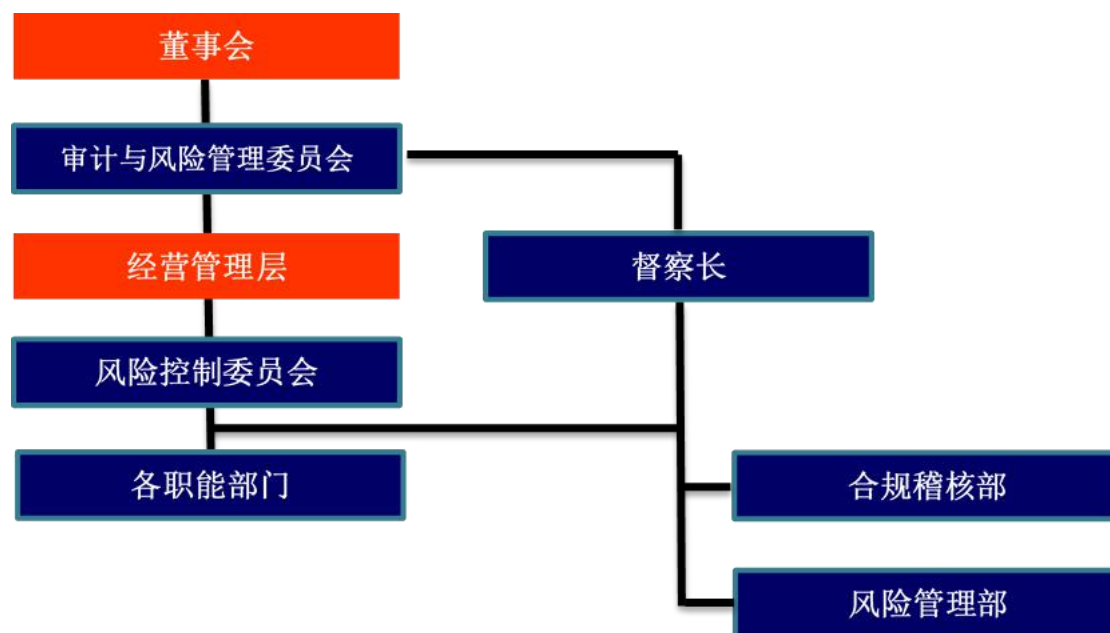 董事会
审计与风险管理委员会
经营管理层
督察长
风险控制委员会
各职能部门
合规稽核部
风险管理部